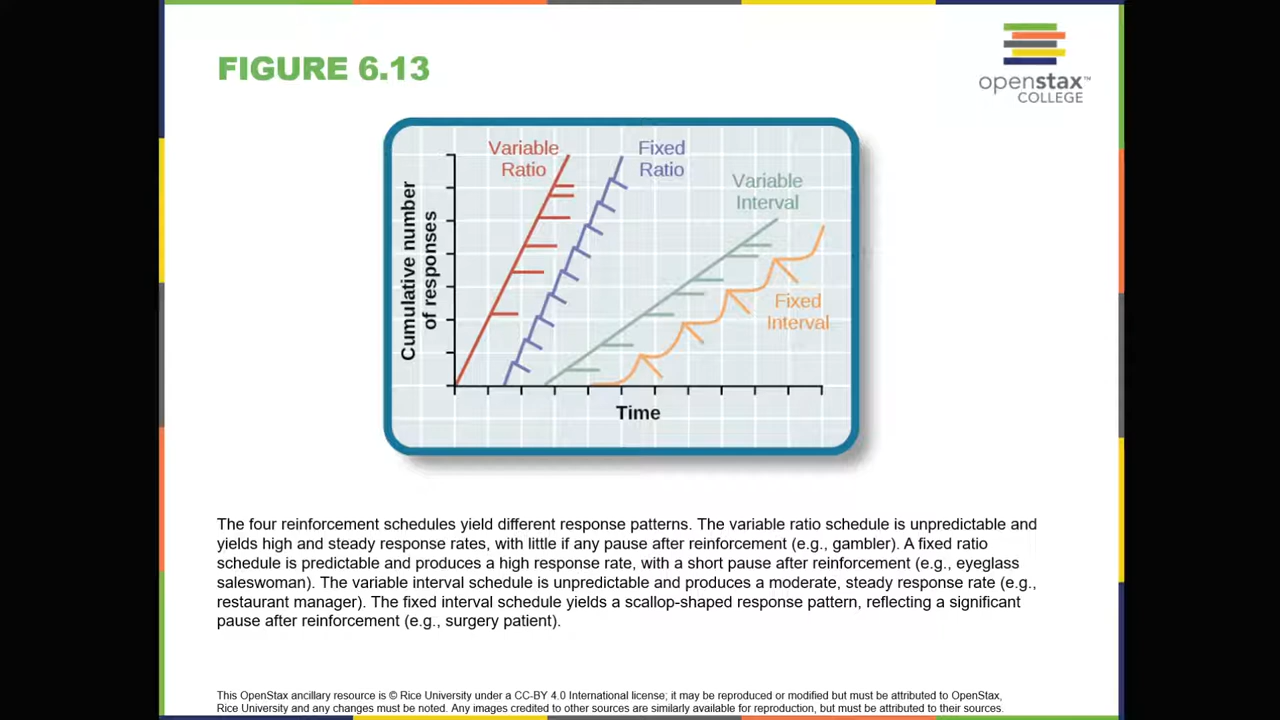 FIGURE 6.13
openstax™
COLLEGE
Variable
Ratio
Fixed
Ratio
Variable
Interval
Fixed
Interval
Cumulative number
of responses
Time
The four reinforcement schedules yield different response patterns. The variable ratio schedule is unpredictable and
yields high and steady response rates, with little if any pause after reinforcement (e.g., gambler). A fixed ratio
schedule is predictable and produces a high response rate, with a short pause after reinforcement (e.g., eyeglass
saleswoman). The variable interval schedule is unpredictable and produces a moderate, steady response rate (e.g.,
restaurant manager). The fixed interval schedule yields a scallop-shaped response pattern, reflecting a significant
pause after reinforcement (e.g., surgery patient).
This OpenStax ancillary resource is © Rice University under a CC-BY 4.0 International license; it may be reproduced or modified but must be attributed to OpenStax,
Rice University and any changes must be noted. Any images credited to other sources are similarly available for reproduction, but must be attributed to their sources.